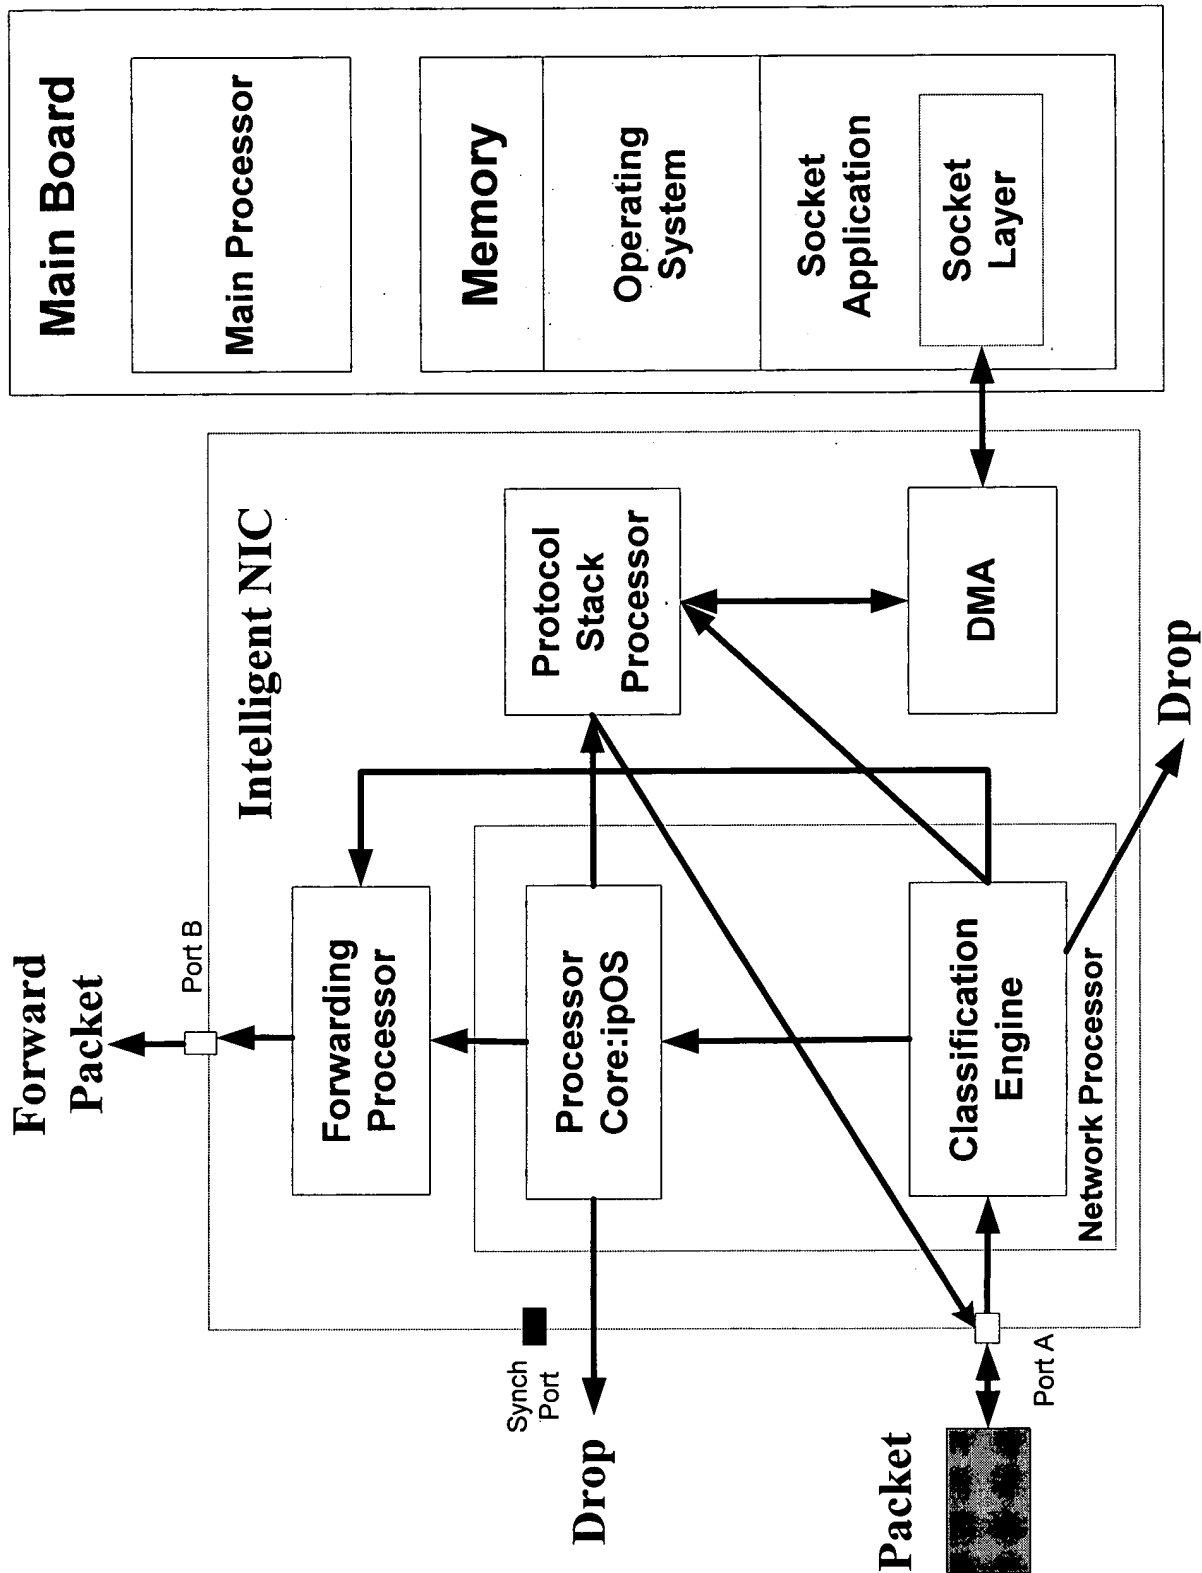 Main Board
Main Processor
Memory
Operating
System
Socket
Application
Socket
Layer
Intelligent NIC
Protocol
Stack
Processor
DMA
Forward
Packet
Port B
Forwarding
Processor
Processor
Core:ipOS
Classification
Engine
Network Processor
Drop
Synch
Port
Drop
Packet
Port A